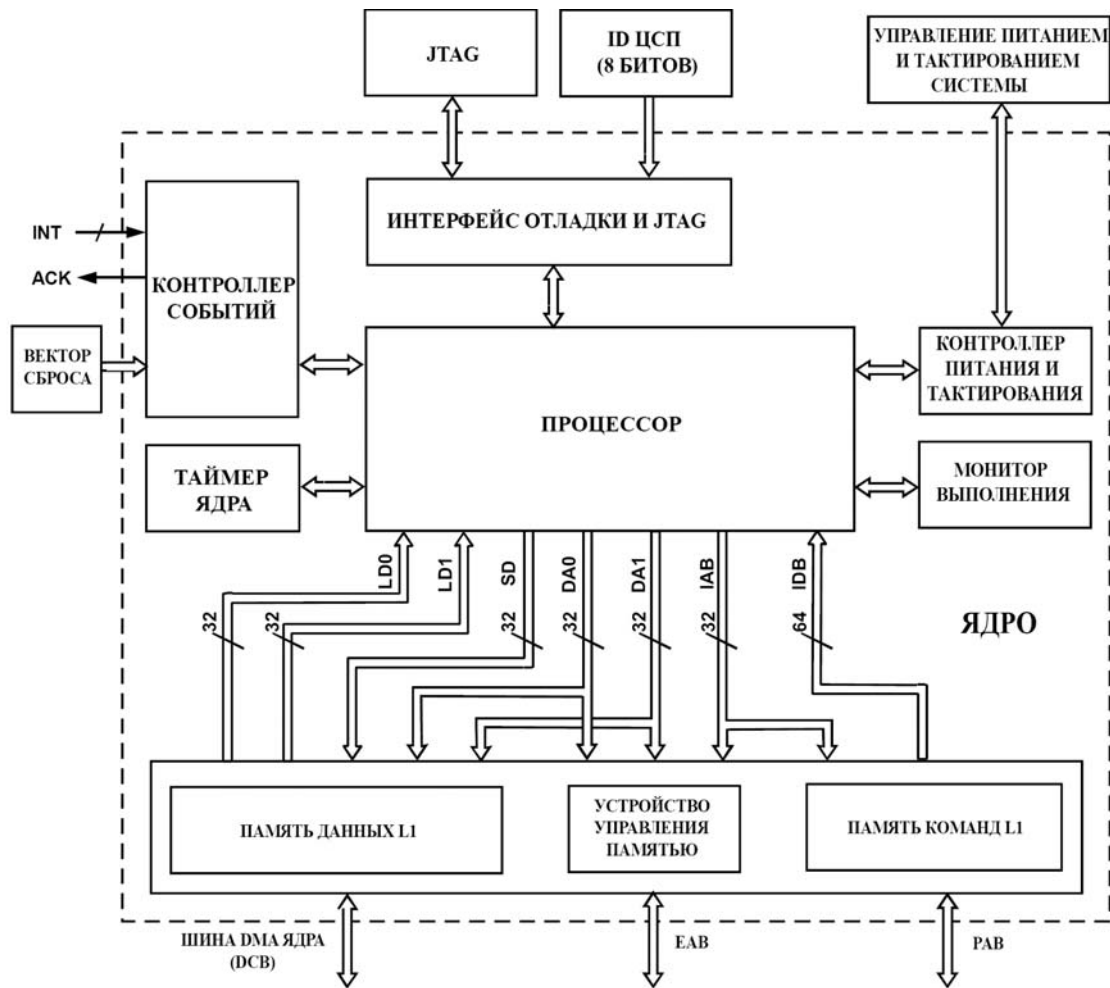 JTAG
ID ЦСП
(8 БИТОВ)
УПРАВЛЕНИЕ ПИТАНИЕМ
И ТАКТИРОВАНИЕМ
СИСТЕМЫ
ИНТЕРФЕЙС ОТЛАДКИ И JTAG
INT
ACK
КОНТРОЛЛЕР
СОБЫТИЙ
ВЕКТОР
СБРОСА
КОНТРОЛЛЕР
ПИТАНИЯ И
ТАКТИРОВАНИЯ
ПРОЦЕССОР
ТАЙМЕР
ЯДРА
МОНИТОР
ВЫПОЛНЕНИЯ
LD0
LD1
SD
DA0
DA1
IAB
IDB
32
32
32
32
32
32
64
ЯДРО
ПАМЯТЬ ДАННЫХ L1
УСТРОЙСТВО
УПРАВЛЕНИЯ
ПАМЯТЬЮ
ПАМЯТЬ КОМАНД L1
ШИНА DMA ЯДРА
(DCB)
EAB
PAB